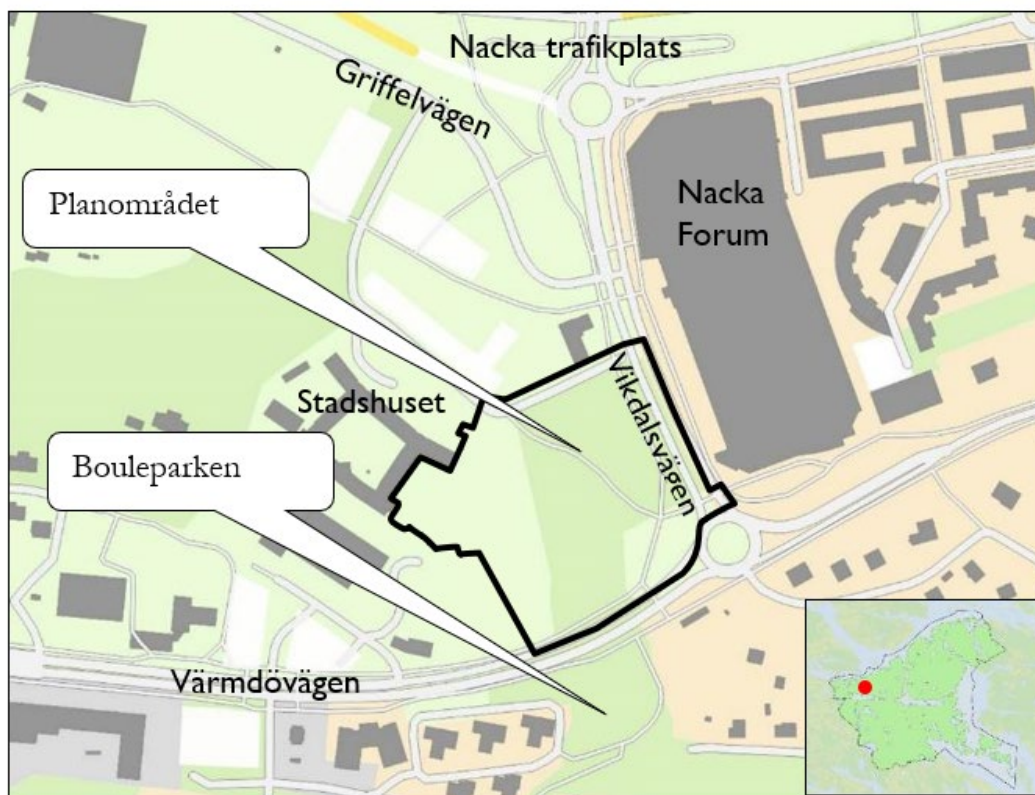 Nacka trafikplats
Griffelvägen
Planområdet
Nacka
Forum
Vikdalsvägen
Stadshuset
Bouleparken
Värmdövägen